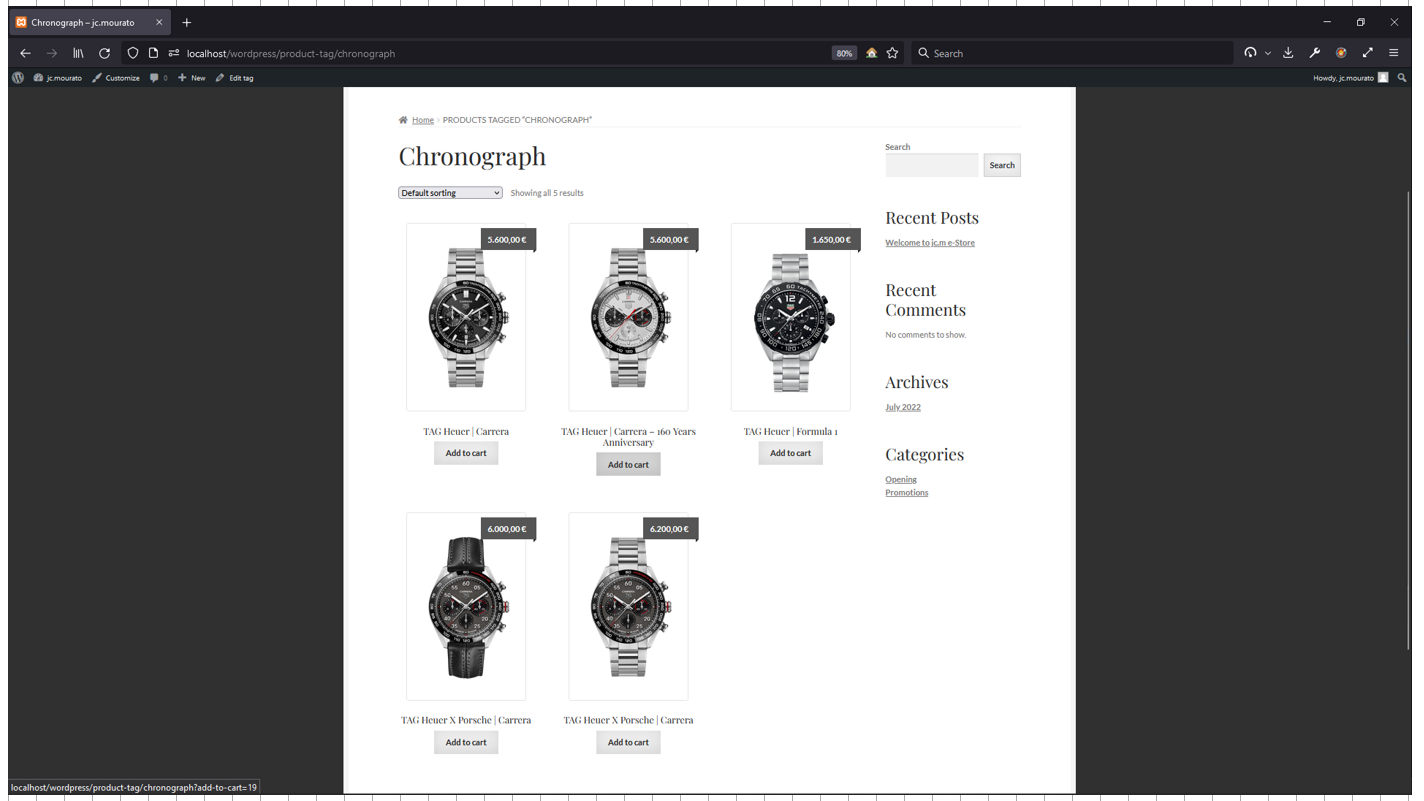 Chronograph – jc.mourato
localhost/wordpress/product-tag/chronograph
80%
Search
jc.mourato
Customize
0
New
Edit tag
Howdy, jc.mourato
Home
PRODUCTS TAGGED “CHRONOGRAPH”
Chronograph
Default sorting
Showing all 5 results
5.600,00 €
5.600,00 €
1.650,00 €
TAG Heuer | Carrera
Add to cart
TAG Heuer | Carrera – 160 Years
Anniversary
Add to cart
TAG Heuer | Formula 1
Add to cart
6.000,00 €
6.200,00 €
TAG Heuer X Porsche | Carrera
Add to cart
TAG Heuer X Porsche | Carrera
Add to cart
Search
Search
Recent Posts
Welcome to jc.m e-Store
Recent
Comments
No comments to show.
Archives
July 2022
Categories
Opening
Promotions
localhost/wordpress/product-tag/chronograph?add-to-cart=19